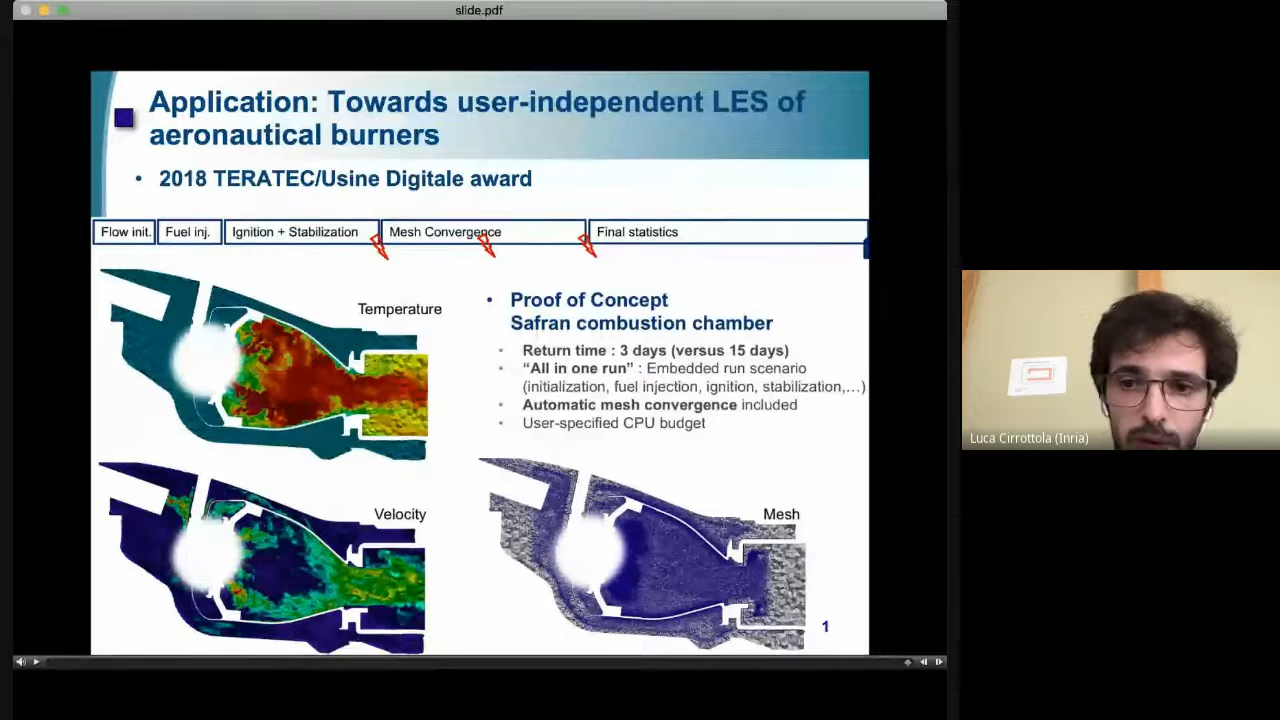 slide.pdf
Application: Towards user-independent LES of
aeronautical burners
• 2018 TERATEC/Usine Digitale award
Flow init.
Fuel inj.
Ignition + Stabilization
Mesh Convergence
Final statistics
Temperature
• Proof of Concept
Safran combustion chamber
Return time : 3 days (versus 15 days)
“All in one run” : Embedded run scenario
(initialization, fuel injection, ignition, stabilization,…)
Automatic mesh convergence included
User-specified CPU budget
Velocity
Mesh
1
Luca Cirrottola (Inria)